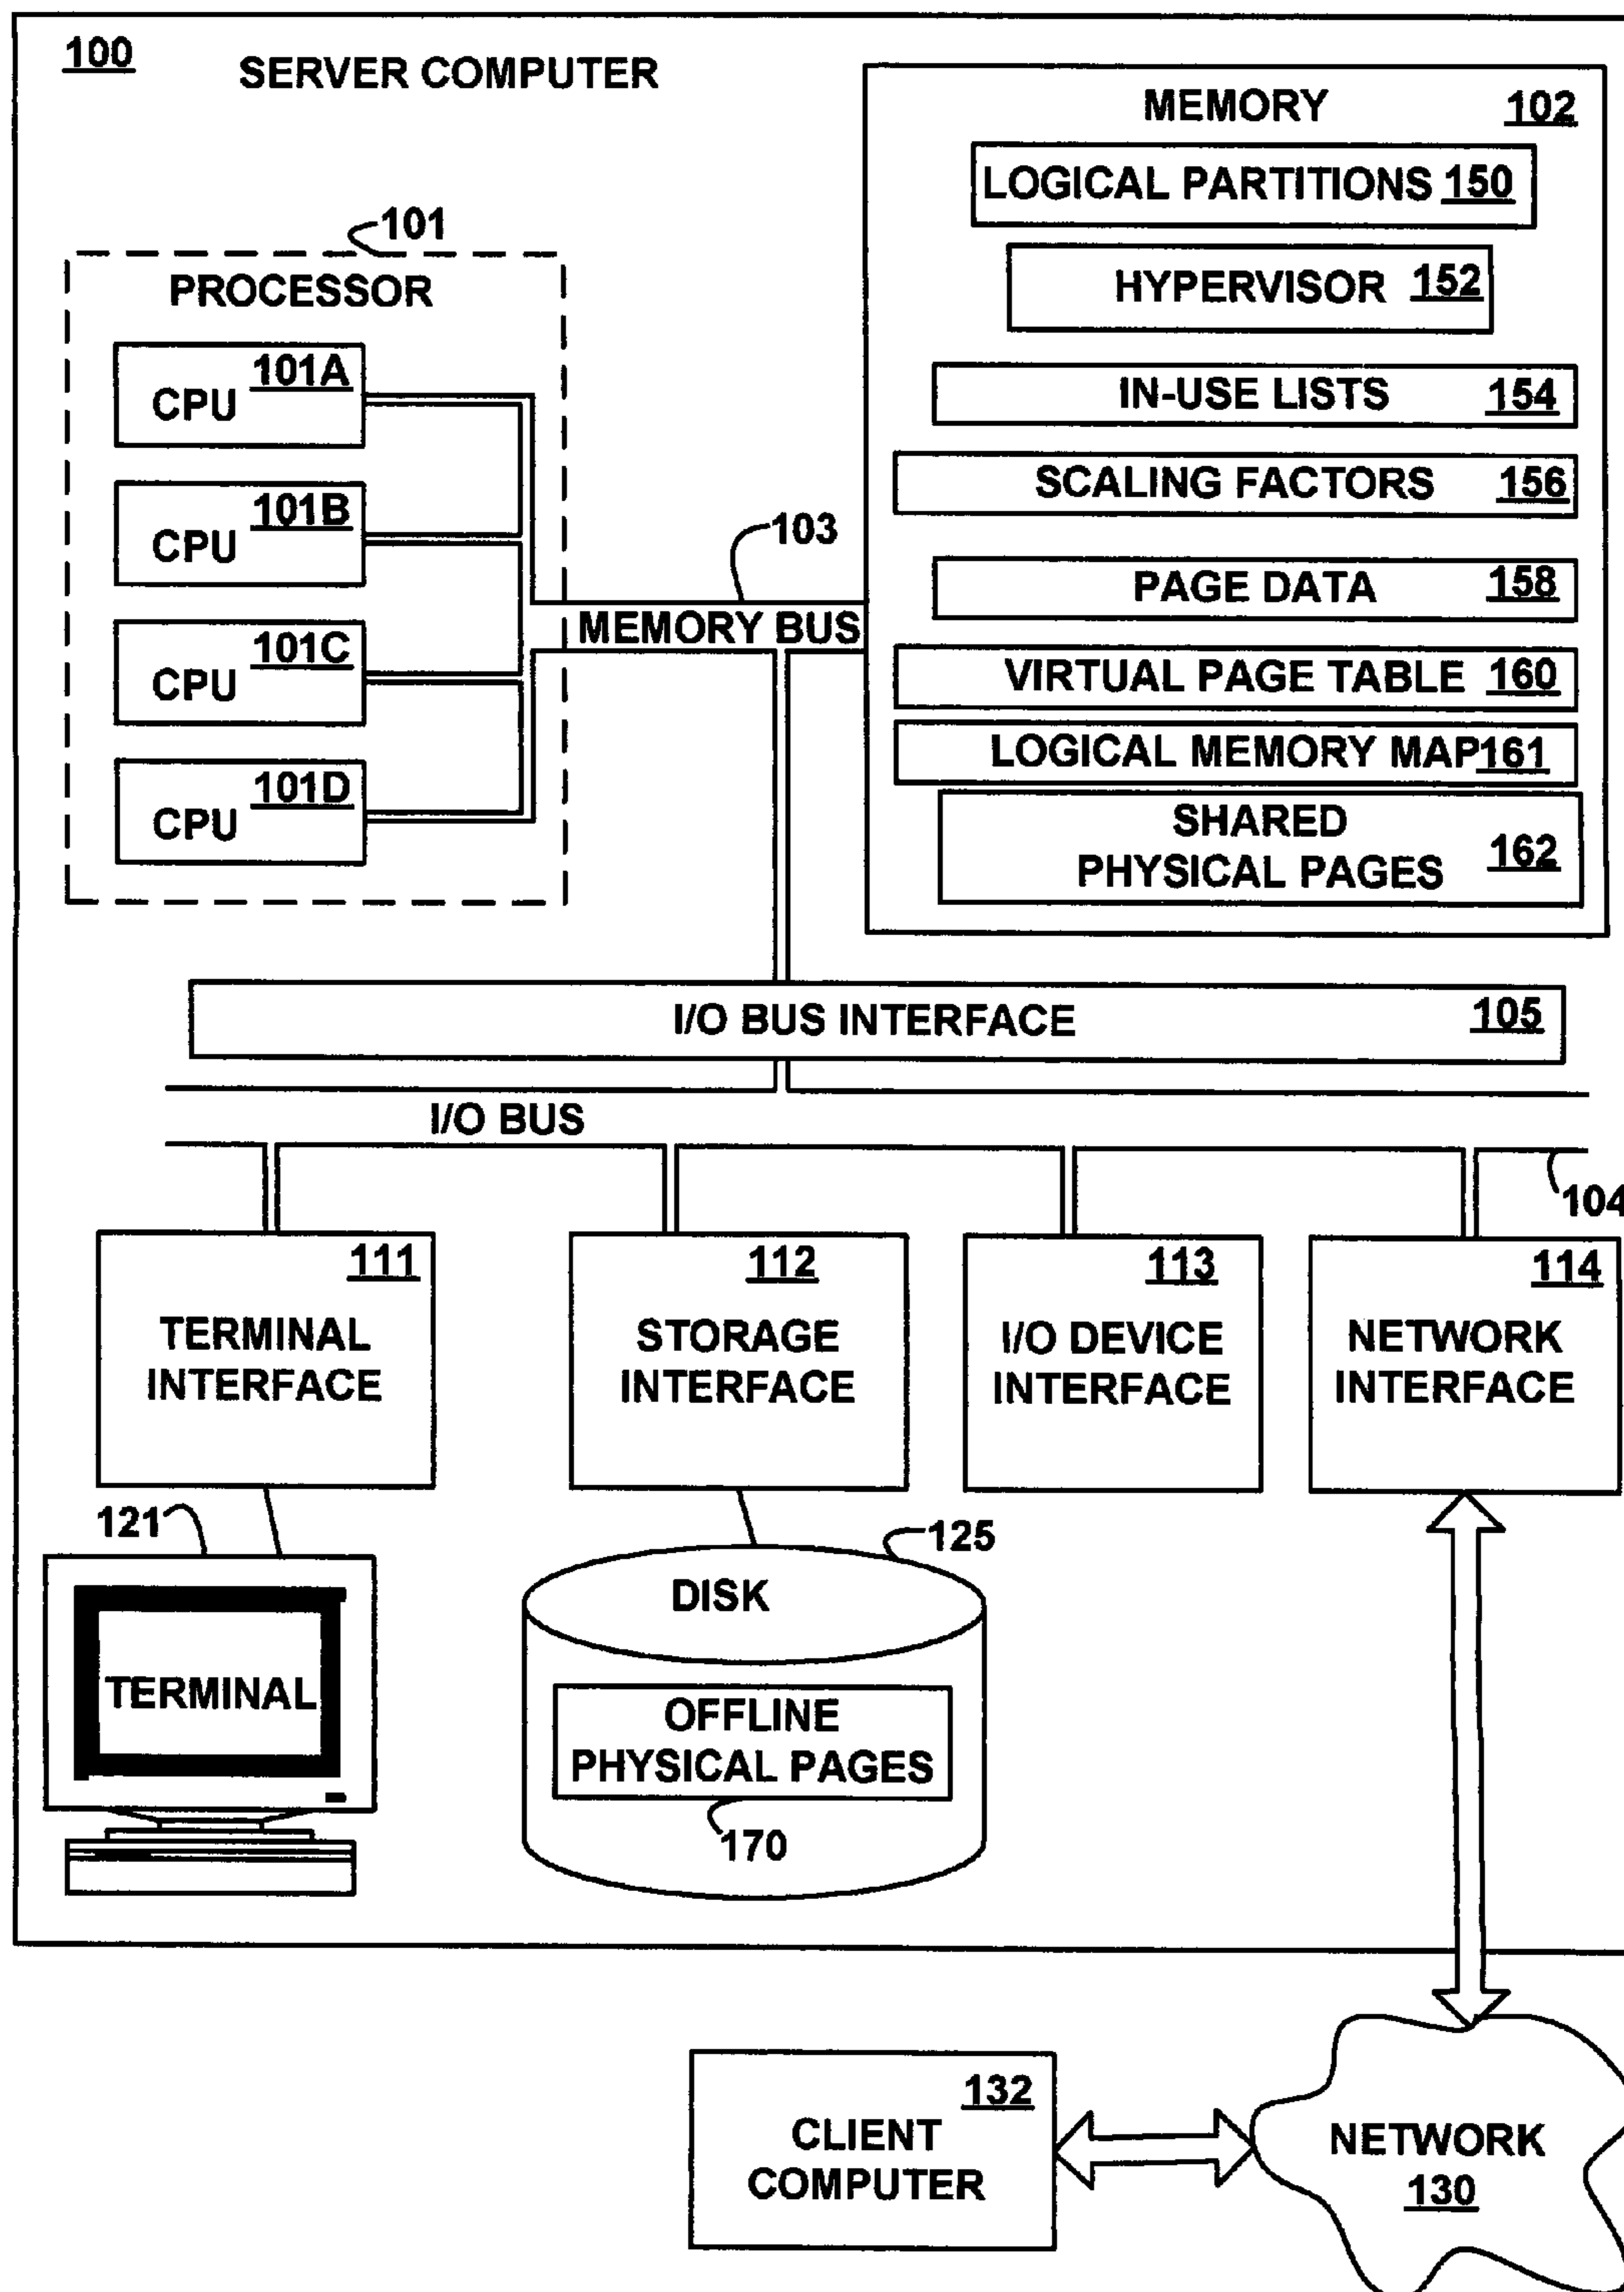 100
SERVER COMPUTER
MEMORY 102
LOGICAL PARTITIONS 150
HYPERVISOR 152
IN-USE LISTS 154
SCALING FACTORS 156
PAGE DATA 158
VIRTUAL PAGE TABLE 160
LOGICAL MEMORY MAP 161
SHARED
PHYSICAL PAGES 162
101
PROCESSOR
101A
CPU
101B
CPU
101C
CPU
101D
CPU
103
MEMORY BUS
I/O BUS INTERFACE 105
I/O BUS
104
111
TERMINAL
INTERFACE
112
STORAGE
INTERFACE
113
I/O DEVICE
INTERFACE
114
NETWORK
INTERFACE
121
TERMINAL
125
DISK
OFFLINE
PHYSICAL PAGES
170
132
CLIENT
COMPUTER
NETWORK
130